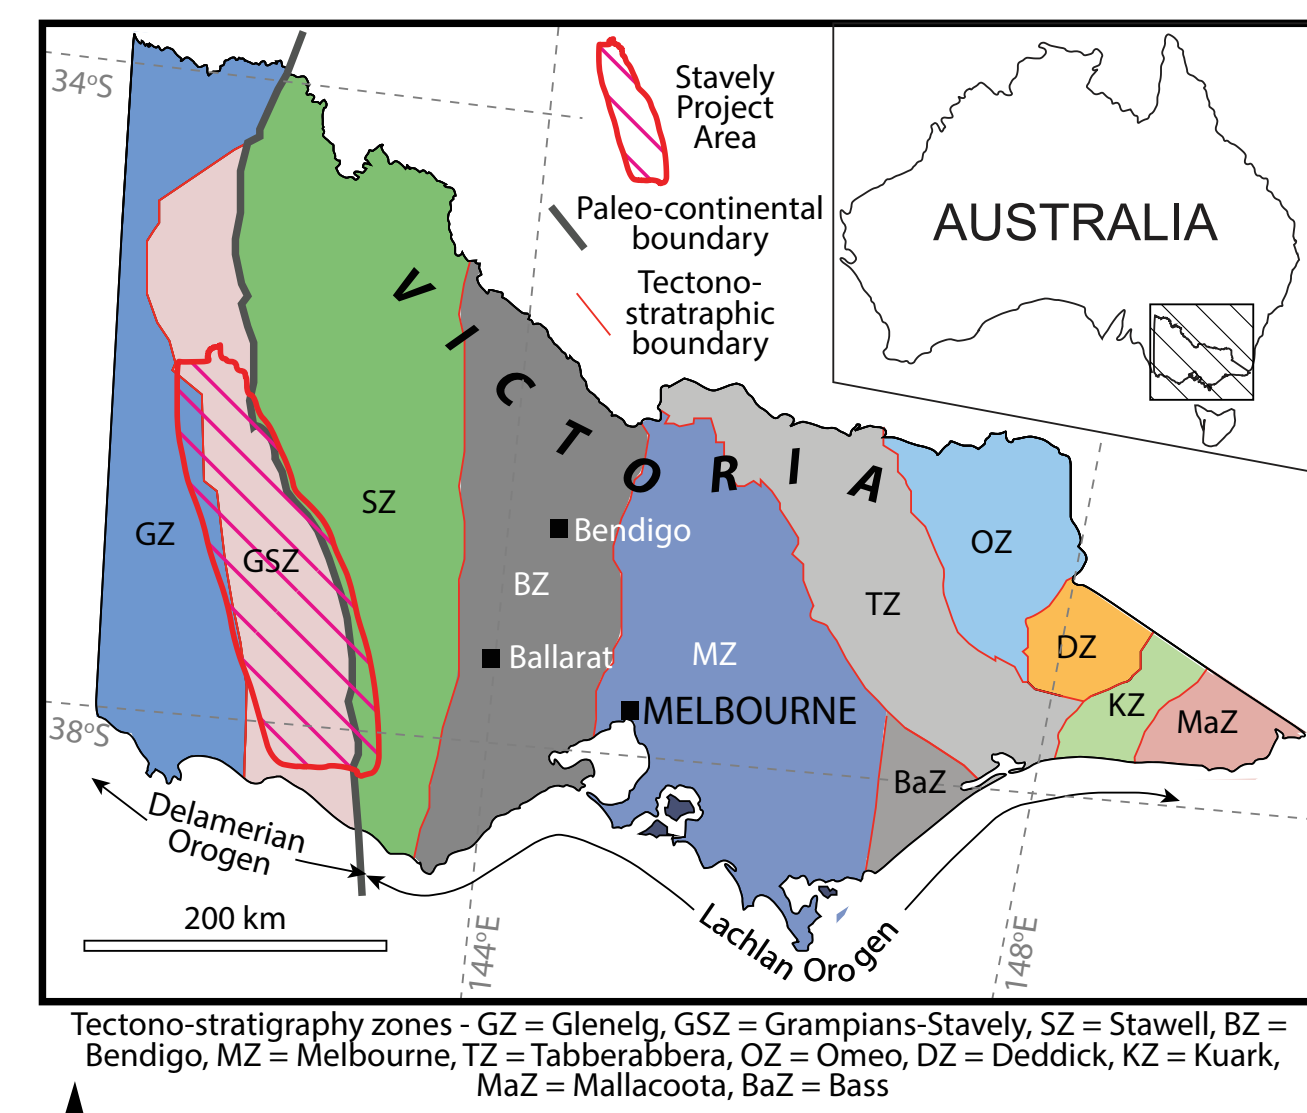 34°S
Stavely
Project
Area
Paleo-continental
boundary
Tectono-
stratraphic
boundary
AUSTRALIA
VICTORIA
GZ
GSZ
SZ
BZ
Bendigo
Ballarat
MZ
MELBOURNE
TZ
OZ
DZ
KZ
MaZ
BaZ
38°S
Delamerian
Orogen
Lachlan Orogen
200 km
144°E
148°E
Tectono-stratigraphy zones - GZ = Glenelg, GSZ = Grampians-Stavely, SZ = Stawell, BZ =
Bendigo, MZ = Melbourne, TZ = Tabberabbera, OZ = Omeo, DZ = Deddick, KZ = Kuark,
MaZ = Mallacoota, BaZ = Bass